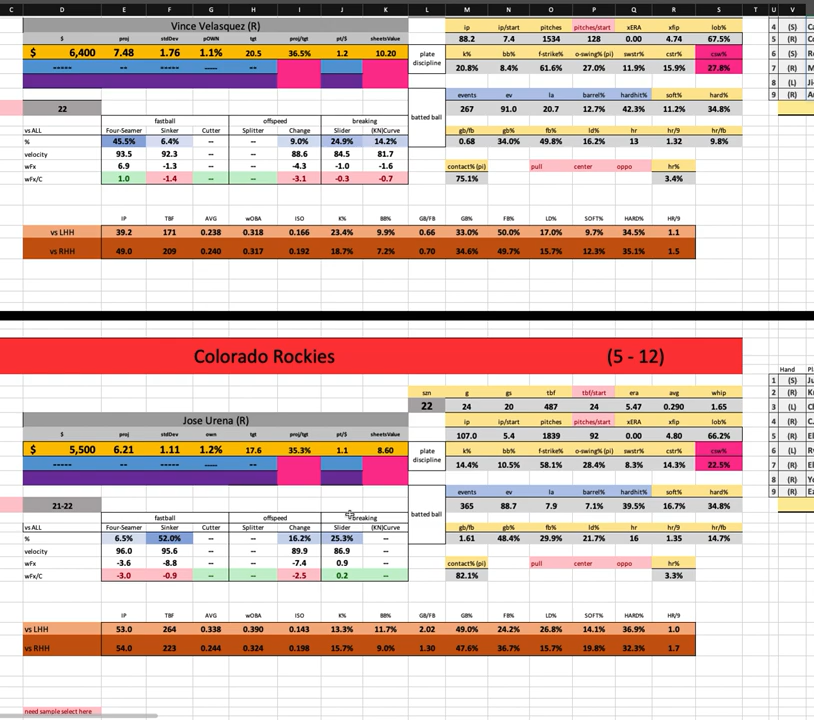 C D E F G H I J K L M N O P Q R S T U V W
Vince Velasquez (R) ip ip/start pitches pitches/start xERA xfip lob% 4 (S)
$ proj stdDev pOWN tgt proj/tgt pt/$ sheetsValue 88.2 7.4 1534 128 0.00 4.74 67.5% 5 (R)
$ 6,400 7.48 1.76 1.1% 20.5 36.5% 1.2 10.20 plate discipline k% bb% f-strike% o-swing% (pi) swstr% cstr% csw% 6 (S)
----- -- ----- -- 20.8% 8.4% 61.6% 27.0% 11.9% 15.9% 27.8% 7 (R)
8 (L)
events ev la barrel% hardhit% soft% hard% 9 (R)
22 267 91.0 20.7 12.7% 42.3% 11.2% 34.8%
fastball offspeed breaking batted ball
vsALL Four-Seamer Sinker Cutter Splitter Change Slider (KN)Curve gb/fb gb% fb% ld% hr hr/9 hr/fb
% 45.5% 6.4% -- -- 9.0% 24.9% 14.2% 0.68 34.0% 49.8% 16.2% 13 1.32 9.8%
velocity 93.5 92.3 -- -- 88.6 84.5 81.7
wFx 6.9 -1.3 -- -- -4.3 -1.0 -1.6 contact% (pi) pull center oppo hr%
wFx/C 1.0 -1.4 -- -- -3.1 -0.3 -0.7 75.1% 3.4%
IP TBF AVG wOBA ISO K% BB% GB/FB GB% FB% LD% SOFT% HARD% HR/9
vs LHH 39.2 171 0.238 0.318 0.166 23.4% 9.9% 0.66 33.0% 50.0% 17.0% 9.7% 34.5% 1.1
vs RHH 49.0 209 0.240 0.317 0.192 18.7% 7.2% 0.70 34.6% 49.7% 15.7% 12.3% 35.1% 1.5
Colorado Rockies (5 - 12)
Hand
1 (S)
szn g gs tbf tbf/start era avg whip 2 (R)
22 24 20 487 24 5.47 0.290 1.65 3 (L)
Jose Urena (R) ip ip/start pitches pitches/start xERA xfip lob% 4 (R)
$ proj stdDev own tgt proj/tgt pt/$ sheetsValue 107.0 5.4 1839 92 0.00 4.80 66.2% 5 (R)
$ 5,500 6.21 1.11 1.2% 17.6 35.3% 1.1 8.60 plate discipline k% bb% f-strike% o-swing% (pi) swstr% cstr% csw% 6 (L)
----- -- ----- -- 14.4% 10.5% 58.1% 28.4% 8.3% 14.3% 22.5% 7 (R)
8 (R)
events ev la barrel% hardhit% soft% hard% 9 (R)
21-22 365 88.7 7.9 7.1% 39.5% 16.7% 34.8%
fastball offspeed breaking batted ball
vsALL Four-Seamer Sinker Cutter Splitter Change Slider (KN)Curve gb/fb gb% fb% ld% hr hr/9 hr/fb
% 6.5% 52.0% -- -- 16.2% 25.3% -- 1.61 48.4% 29.9% 21.7% 16 1.35 14.7%
velocity 96.0 95.6 -- -- 89.9 86.9 --
wFx -3.6 -8.8 -- -- -7.4 0.9 -- contact% (pi) pull center oppo hr%
wFx/C -3.0 -0.9 -- -- -2.5 0.2 -- 82.1% 3.3%
IP TBF AVG wOBA ISO K% BB% GB/FB GB% FB% LD% SOFT% HARD% HR/9
vs LHH 53.0 264 0.338 0.390 0.143 13.3% 11.7% 2.02 49.0% 24.2% 26.8% 14.1% 36.9% 1.0
vs RHH 54.0 223 0.244 0.324 0.198 15.7% 9.0% 1.30 47.6% 36.7% 15.7% 19.8% 32.3% 1.7
need sample select here